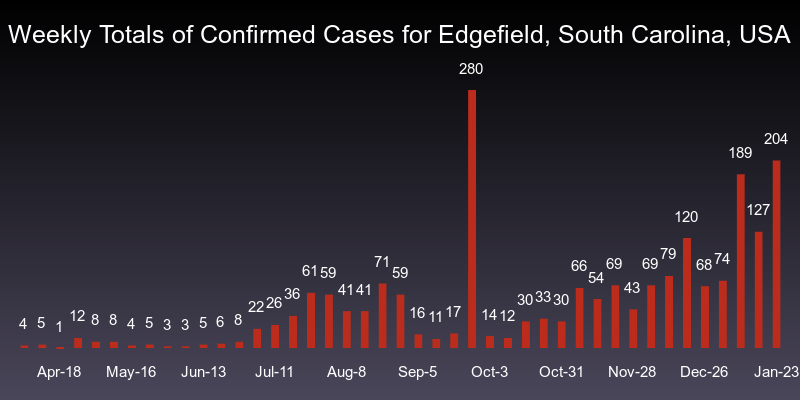 Weekly Totals of Confirmed Cases for Edgefield, South Carolina, USA
280
204
189
127
120
79
74
71
69
69
68
66
61 59
59
54
43
41 41
36
30 33 30
22 26
16 11 17
14 12
12 8 8
4 5 1
4 5 3 3 5 6 8
Apr-18 May-16 Jun-13 Jul-11 Aug-8 Sep-5 Oct-3 Oct-31 Nov-28 Dec-26 Jan-23